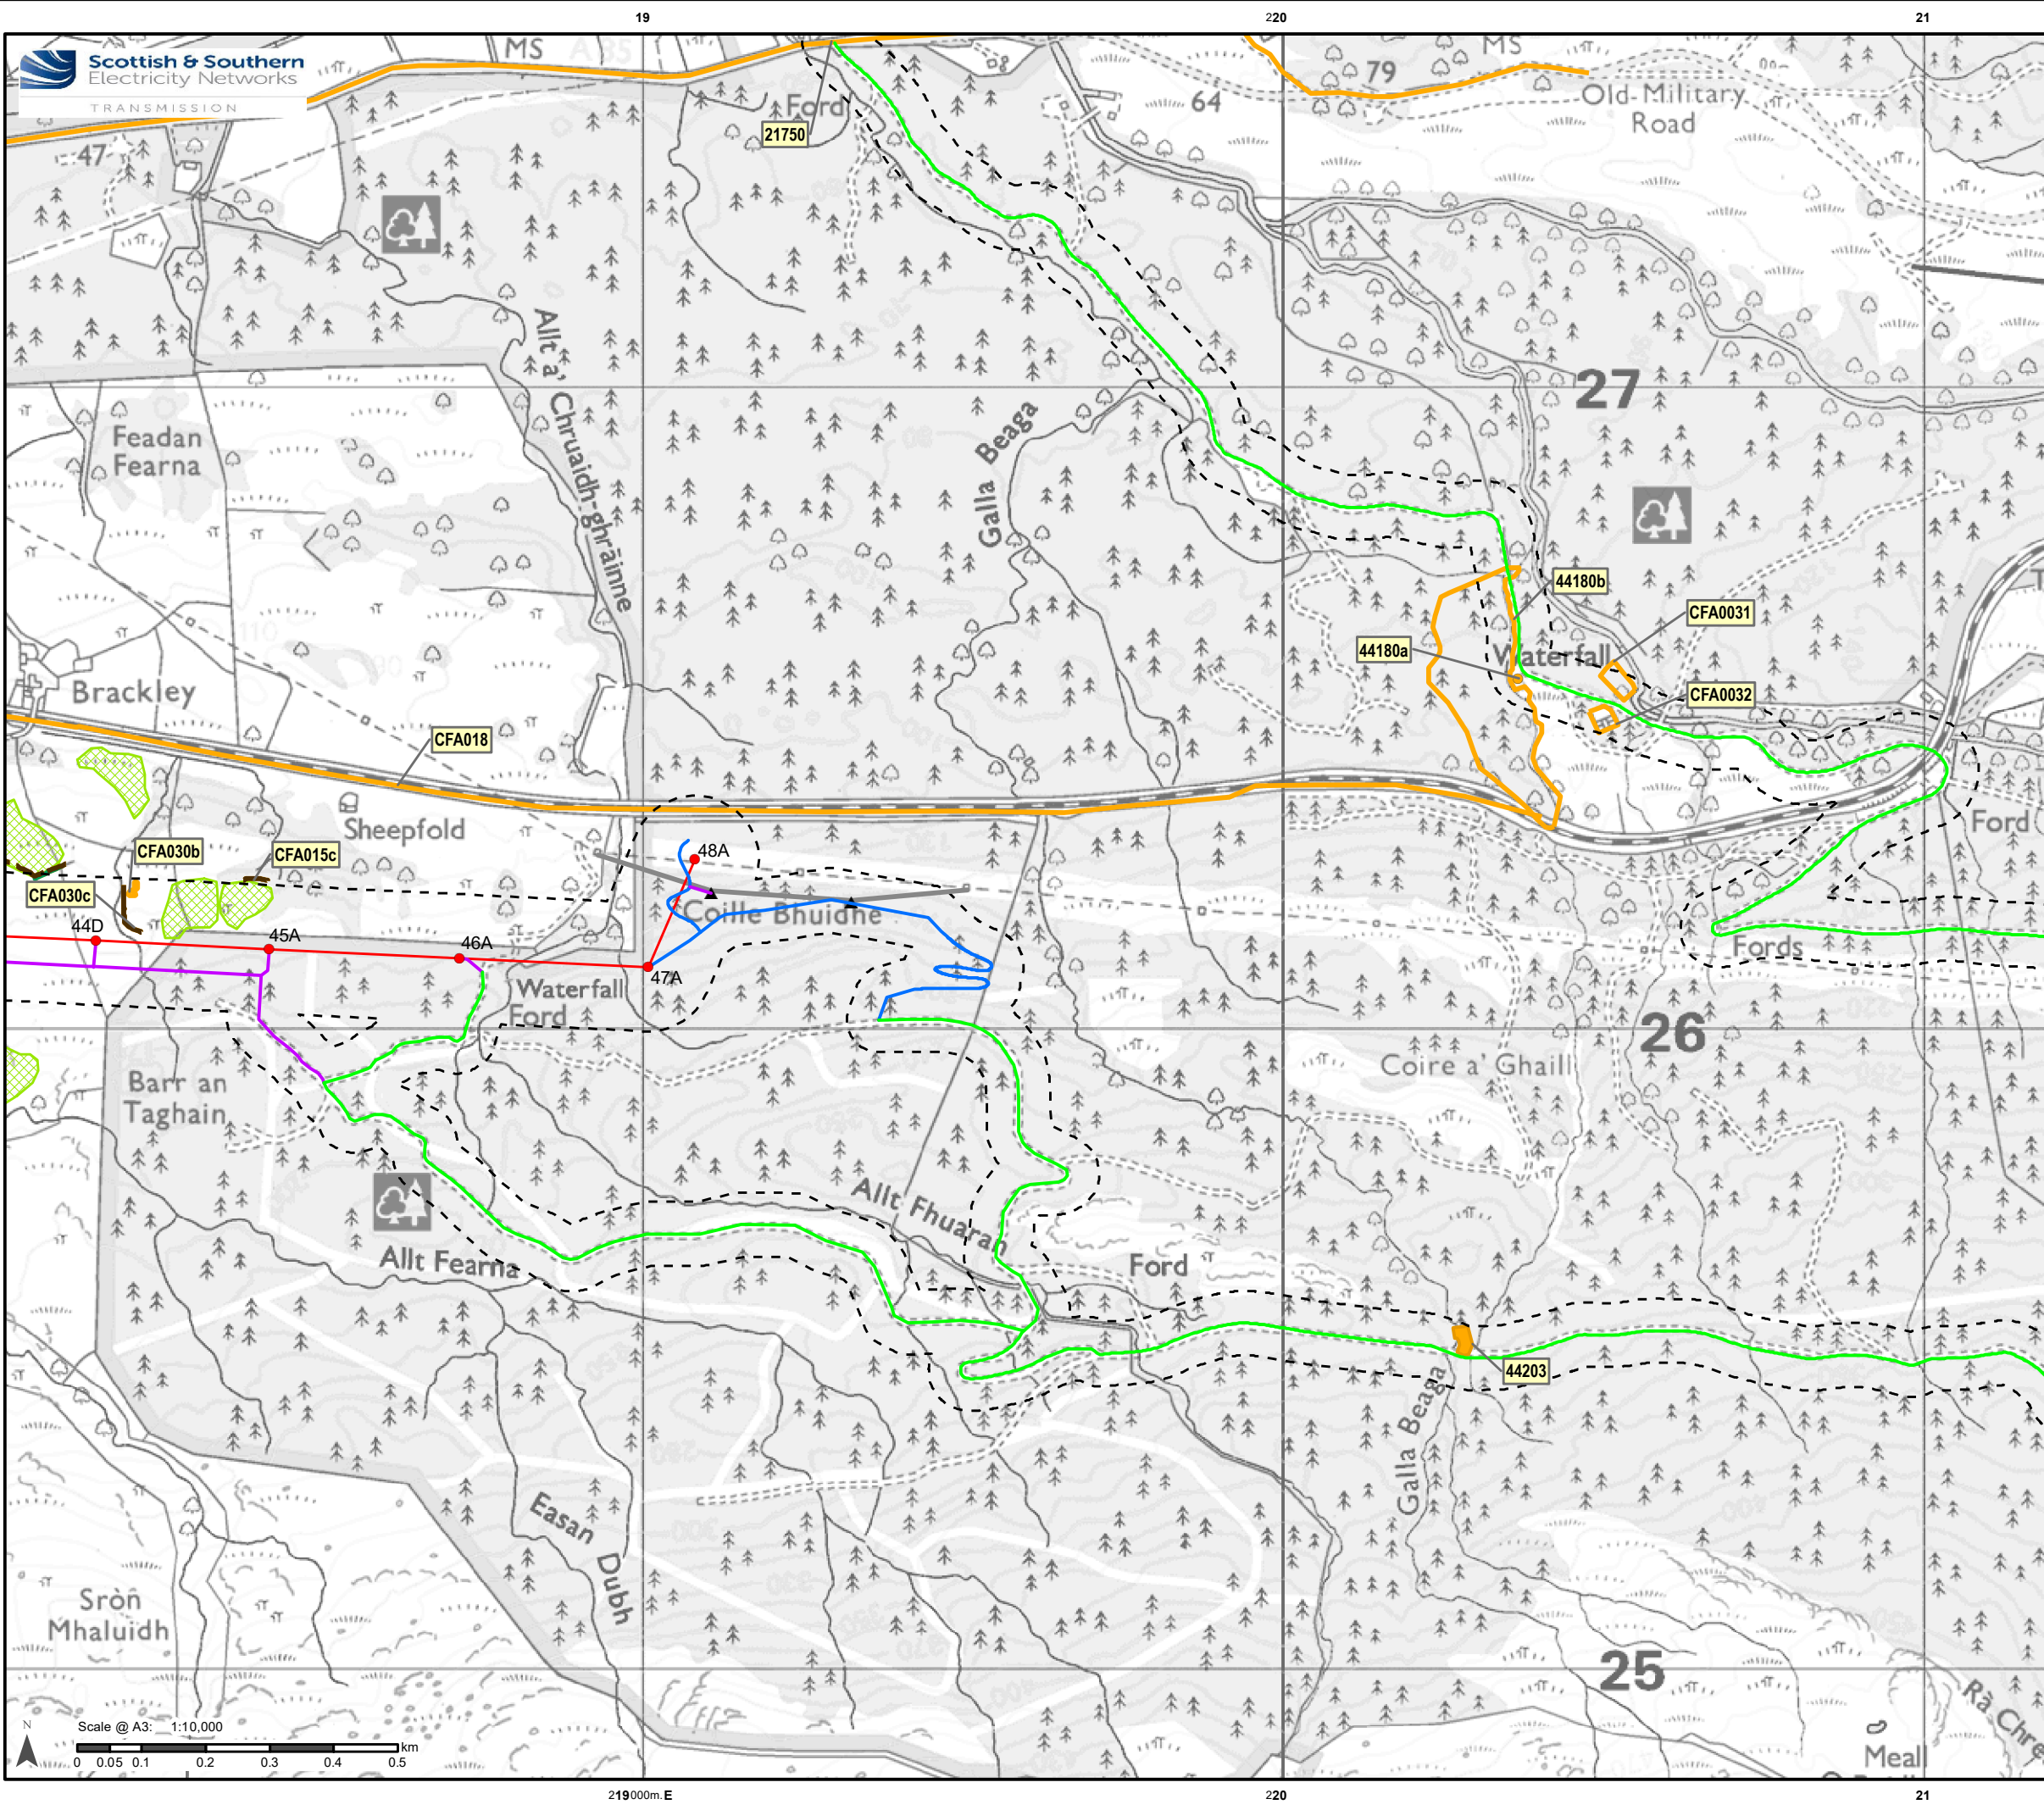 19
220
21
Scottish & Southern
Electricity Networks
TRANSMISSION
MS
A 85
MS
79
Old Military
Road
64
Ford
21750
47
Allt a' Chruaidh-ghràinne
27
Feadan
Fearna
Galla Beaga
44180b
CFA0031
44180a
Waterfall
CFA0032
Brackley
CFA018
Sheepfold
Ford
CFA030b
CFA015c
48A
CFA030c
Coille Bhuidhe
44D
45A
46A
47A
Fords
Waterfall
Ford
26
Coire a' Ghaill
Barr an
Taghain
Allt Fhuaran
Allt Fearna
Ford
44203
Galla Beaga
Easan Dubh
Sròn
Mhaluidh
25
Meall
N
Scale @ A3: 1:10,000
km
0 0.05 0.1 0.2 0.3 0.4 0.5
219000m. E
220
21